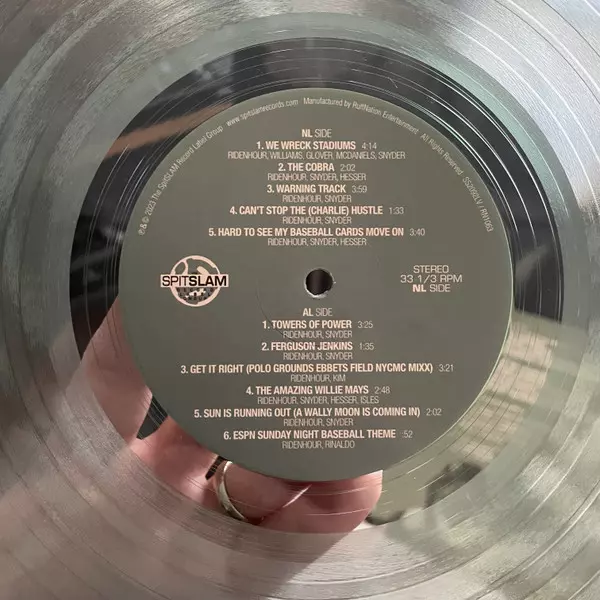 ℗ & © 2023 The SpitSLAM Record Label Group www.spitslamrecords.com Manufactured by RuffNation Entertainment. All Rights Reserved. SS2092LV / RN1063
NL SIDE
1. WE WRECK STADIUMS 4:14
RIDENHOUR, WILLIAMS, GLOVER, MCDANIELS, SNYDER
2. THE COBRA 2:02
RIDENHOUR, SNYDER, HESSER
3. WARNING TRACK 3:59
RIDENHOUR, SNYDER
4. CAN'T STOP THE (CHARLIE) HUSTLE 1:33
RIDENHOUR, SNYDER
5. HARD TO SEE MY BASEBALL CARDS MOVE ON 3:40
RIDENHOUR, SNYDER, HESSER
SPITSLAM
STEREO
33 1/3 RPM
NL SIDE
AL SIDE
1. TOWERS OF POWER 3:25
RIDENHOUR, SNYDER
2. FERGUSON JENKINS 1:35
RIDENHOUR, SNYDER
3. GET IT RIGHT (POLO GROUNDS EBBETS FIELD NYCMC MIXX) 3:21
RIDENHOUR, KIM
4. THE AMAZING WILLIE MAYS 2:48
RIDENHOUR, SNYDER, HESSER, ISLES
5. SUN IS RUNNING OUT (A WALLY MOON IS COMING IN) 2:02
RIDENHOUR, SNYDER
6. ESPN SUNDAY NIGHT BASEBALL THEME :52
RIDENHOUR, RINALDO